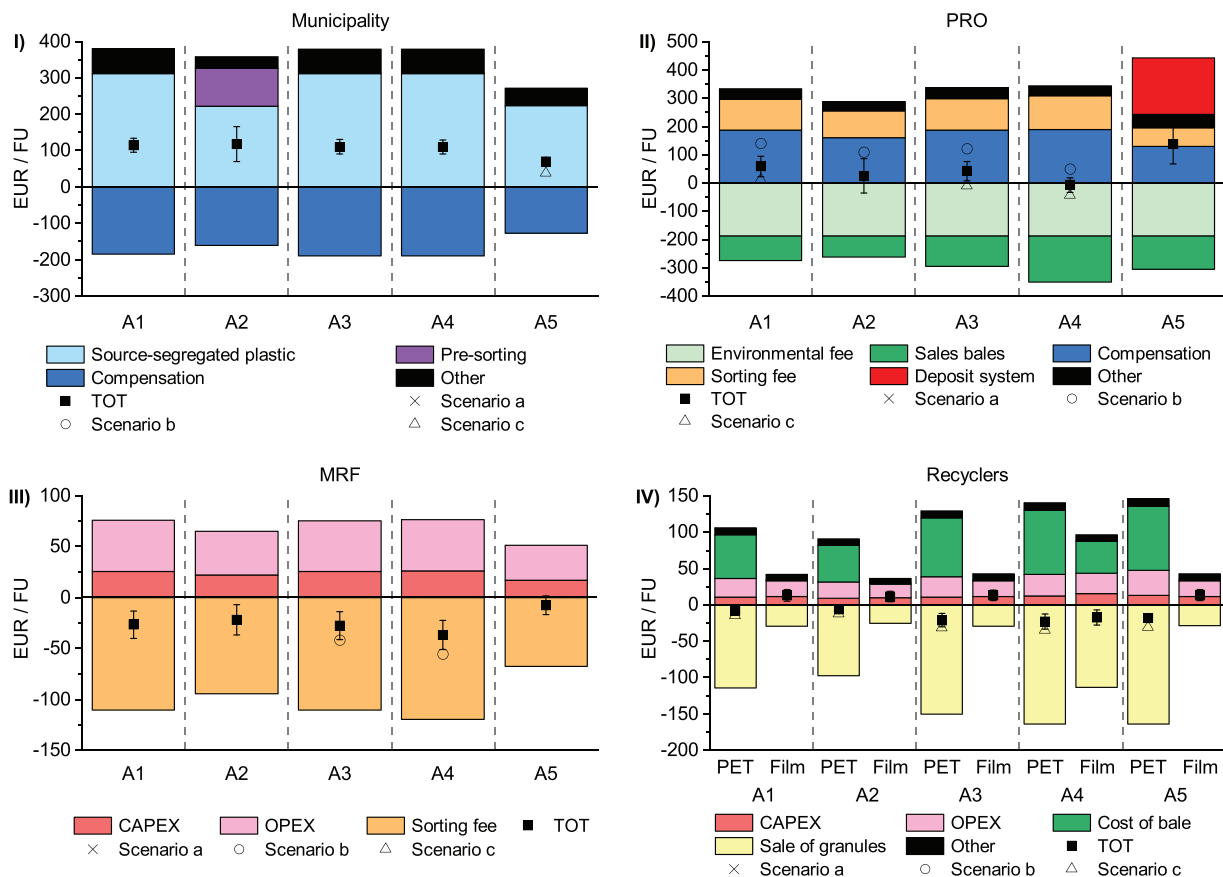 Municipality
I)
EUR / FU
400
300
200
100
0
-100
-200
-300
A1 A2 A3 A4 A5
Source-segregated plastic Pre-sorting
Compensation Other
TOT Scenario a
Scenario b Scenario c
PRO
II)
EUR / FU
500
400
300
200
100
0
-100
-200
-300
-400
A1 A2 A3 A4 A5
Environmental fee Sales bales Compensation
Sorting fee Deposit system Other
TOT Scenario a Scenario b
Scenario c
MRF
III)
EUR / FU
100
50
0
-50
-100
-150
A1 A2 A3 A4 A5
CAPEX OPEX Sorting fee TOT
Scenario a Scenario b Scenario c
Recyclers
IV)
EUR / FU
150
100
50
0
-50
-100
-150
-200
PET Film PET Film PET Film PET Film PET Film
A1 A2 A3 A4 A5
CAPEX OPEX Cost of bale
Sale of granules Other TOT
Scenario a Scenario b Scenario c